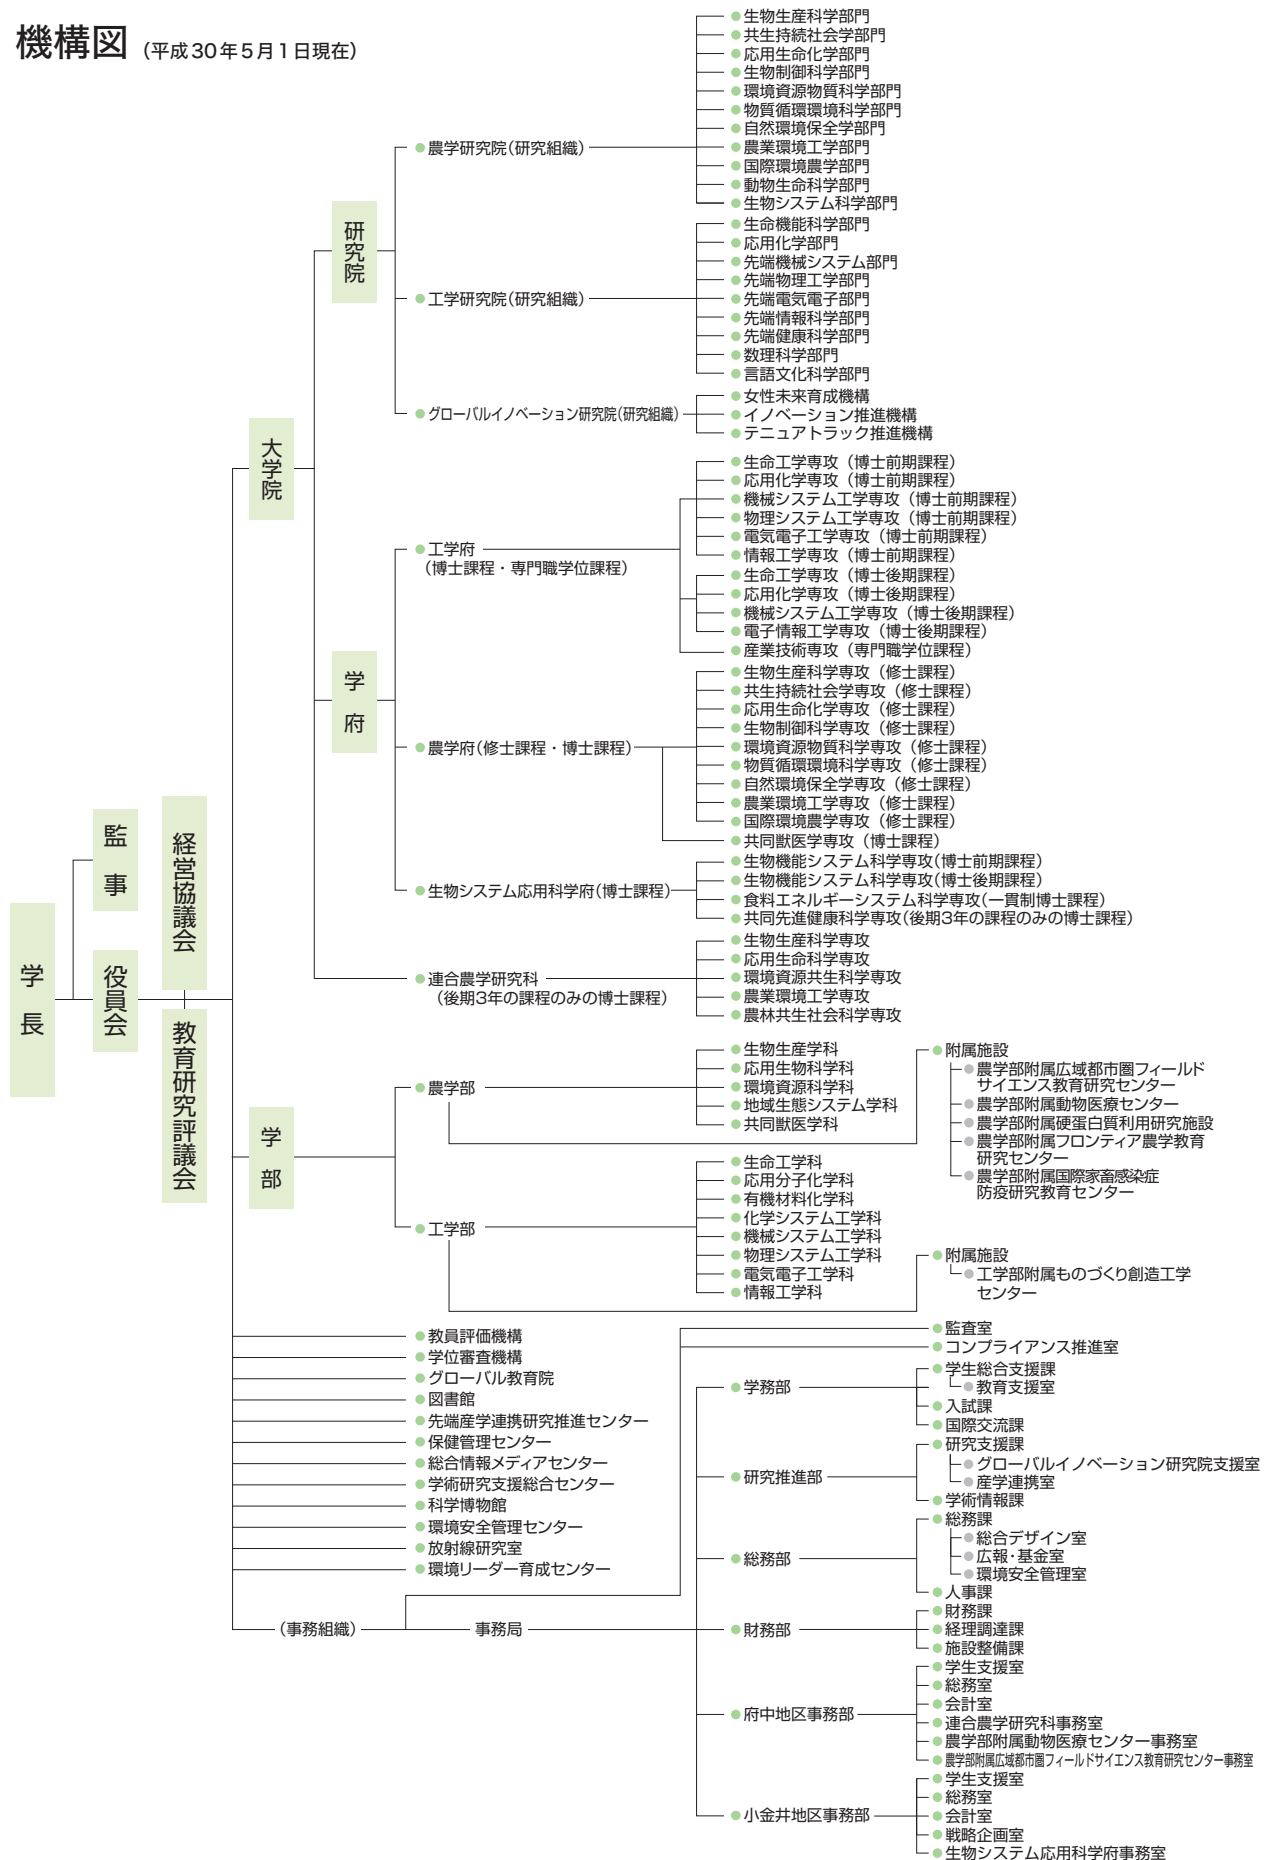 機構図 (平成30年5月1日現在)
学長
監事
役員会
経営協議会
教育研究評議会
大学院
研究院
農学研究院(研究組織)
生物生産科学部門
共生持続社会学部門
応用生命化学部門
生物制御科学部門
環境資源物質科学部門
物質循環環境科学部門
自然環境保全学部門
農業環境工学部門
国際環境農学部門
動物生命科学部門
生物システム科学部門
工学研究院(研究組織)
生命機能科学部門
応用化学部門
先端機械システム部門
先端物理工学部門
先端電気電子部門
先端情報科学部門
先端健康科学部門
数理科学部門
言語文化科学部門
グローバルイノベーション研究院(研究組織)
女性未来育成機構
イノベーション推進機構
テニュアトラック推進機構
学府
工学府
(博士課程・専門職学位課程)
生命工学専攻(博士前期課程)
応用化学専攻(博士前期課程)
機械システム工学専攻(博士前期課程)
物理システム工学専攻(博士前期課程)
電気電子工学専攻(博士前期課程)
情報工学専攻(博士前期課程)
生命工学専攻(博士後期課程)
応用化学専攻(博士後期課程)
機械システム工学専攻(博士後期課程)
電子情報工学専攻(博士後期課程)
産業技術専攻(専門職学位課程)
農学府(修士課程・博士課程)
生物生産科学専攻(修士課程)
共生持続社会学専攻(修士課程)
応用生命化学専攻(修士課程)
生物制御科学専攻(修士課程)
環境資源物質科学専攻(修士課程)
物質循環環境科学専攻(修士課程)
自然環境保全学専攻(修士課程)
農業環境工学専攻(修士課程)
国際環境農学専攻(修士課程)
共同獣医学専攻(博士課程)
生物システム応用科学府(博士課程)
生物機能システム科学専攻(博士前期課程)
生物機能システム科学専攻(博士後期課程)
食料エネルギーシステム科学専攻(一貫制博士課程)
共同先進健康科学専攻(後期3年の課程のみの博士課程)
連合農学研究科
(後期3年の課程のみの博士課程)
生物生産科学専攻
応用生命科学専攻
環境資源共生科学専攻
農業環境工学専攻
農林共生社会科学専攻
学部
農学部
生物生産学科
応用生物科学科
環境資源科学科
地域生態システム学科
共同獣医学科
附属施設
農学部附属広域都市圏フィールド
サイエンス教育研究センター
農学部附属動物医療センター
農学部附属硬蛋白質利用研究施設
農学部附属フロンティア農学教育
研究センター
農学部附属国際家畜感染症
防疫研究教育センター
工学部
生命工学科
応用分子化学科
有機材料化学科
化学システム工学科
機械システム工学科
物理システム工学科
電気電子工学科
情報工学科
附属施設
工学部附属ものづくり創造工学
センター
教員評価機構
学位審査機構
グローバル教育院
図書館
先端産学連携研究推進センター
保健管理センター
総合情報メディアセンター
学術研究支援総合センター
科学博物館
環境安全管理センター
放射線研究室
環境リーダー育成センター
(事務組織)
事務局
監査室
コンプライアンス推進室
学務部
学生総合支援課
教育支援室
入試課
国際交流課
研究推進部
研究支援課
グローバルイノベーション研究院支援室
産学連携室
学術情報課
総務部
総務課
総合デザイン室
広報・基金室
環境安全管理室
人事課
財務部
財務課
経理調達課
施設整備課
府中地区事務部
学生支援室
総務室
会計室
連合農学研究科事務室
農学部附属動物医療センター事務室
農学部附属広域都市圏フィールドサイエンス教育研究センター事務室
小金井地区事務部
学生支援室
総務室
会計室
戦略企画室
生物システム応用科学府事務室